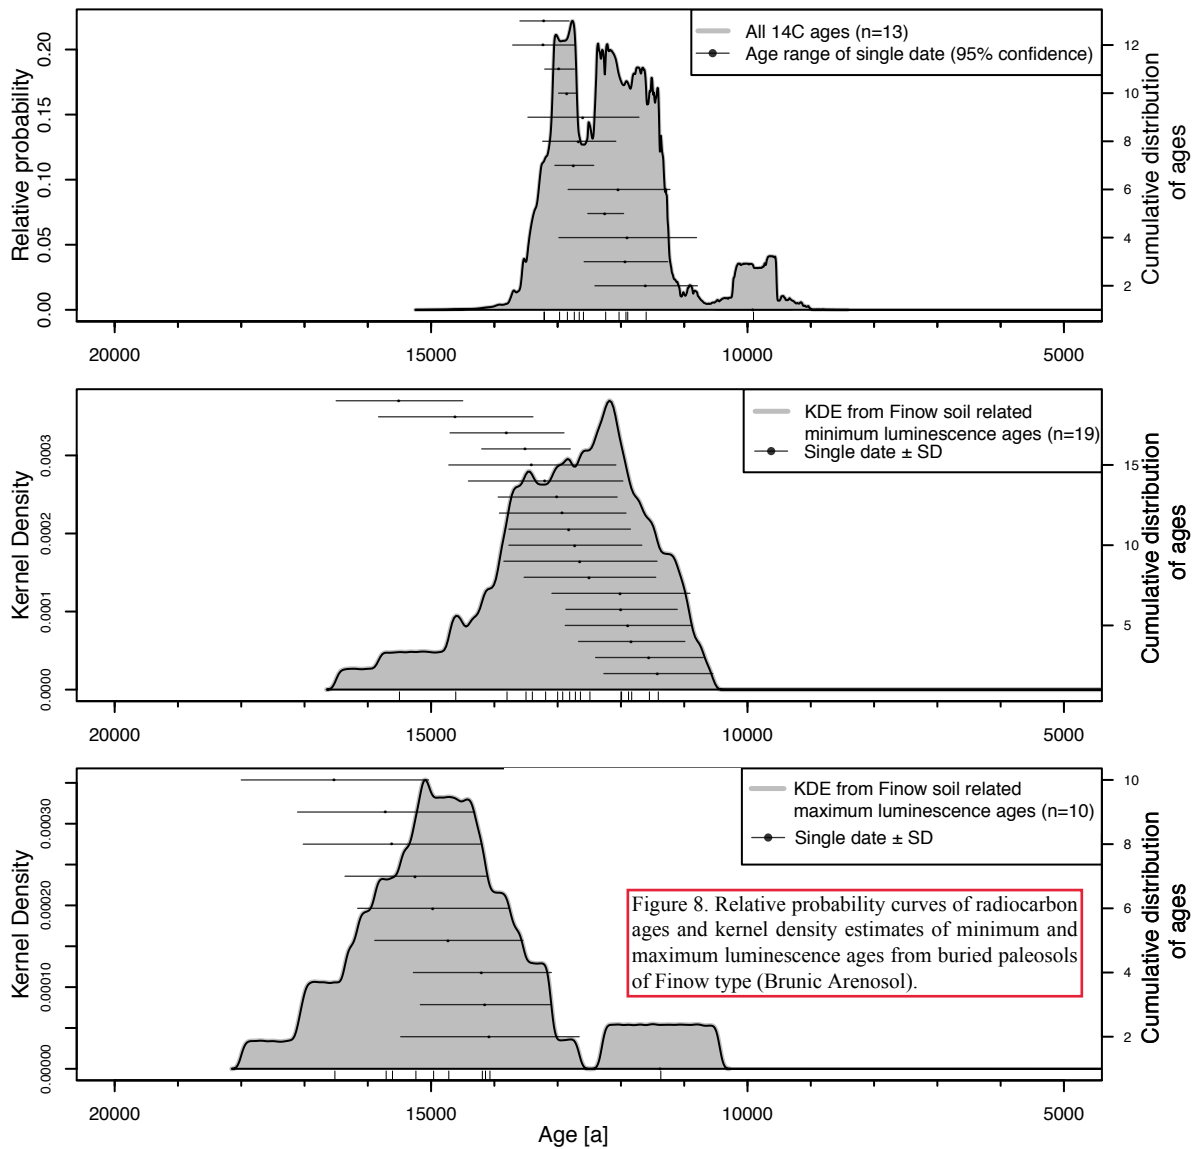 All 14C ages (n=13)
Age range of single date (95% confidence)
Relative probability
0.00 0.05 0.10 0.15 0.20
2 4 6 8 10 12
Cumulative distribution
of ages
20000 15000 10000 5000
KDE from Finow soil related
minimum luminescence ages (n=19)
Single date ± SD
Kernel Density
0.0000 0.0001 0.0002 0.0003
5 10 15
Cumulative distribution
of ages
20000 15000 10000 5000
KDE from Finow soil related
maximum luminescence ages (n=10)
Single date ± SD
Kernel Density
0.00000 0.00010 0.00020 0.00030
2 4 6 8 10
Cumulative distribution
of ages
Figure 8. Relative probability curves of radiocarbon
ages and kernel density estimates of minimum and
maximum luminescence ages from buried paleosols
of Finow type (Brunic Arenosol).
20000 15000 10000 5000
Age [a]